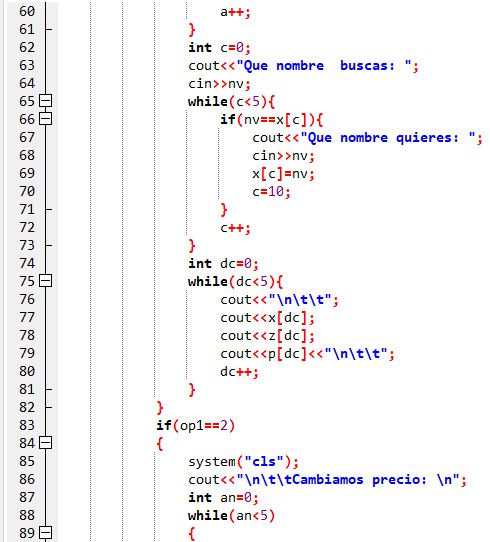 60 a++;
61 }
62 int c=0;
63 cout<<"Que nombre  buscas: ";
64 cin>>nv;
65 while(c<5){
66 if(nv==x[c]){
67 cout<<"Que nombre quieres: ";
68 cin>>nv;
69 x[c]=nv;
70 c=10;
71 }
72 c++;
73 }
74 int dc=0;
75 while(dc<5){
76 cout<<"\n\t\t";
77 cout<<x[dc];
78 cout<<z[dc];
79 cout<<p[dc]<<"\n\t\t";
80 dc++;
81 }
82 }
83 if(op1==2)
84 {
85 system("cls");
86 cout<<"\n\t\tCambiamos precio: \n";
87 int an=0;
88 while(an<5)
89 {